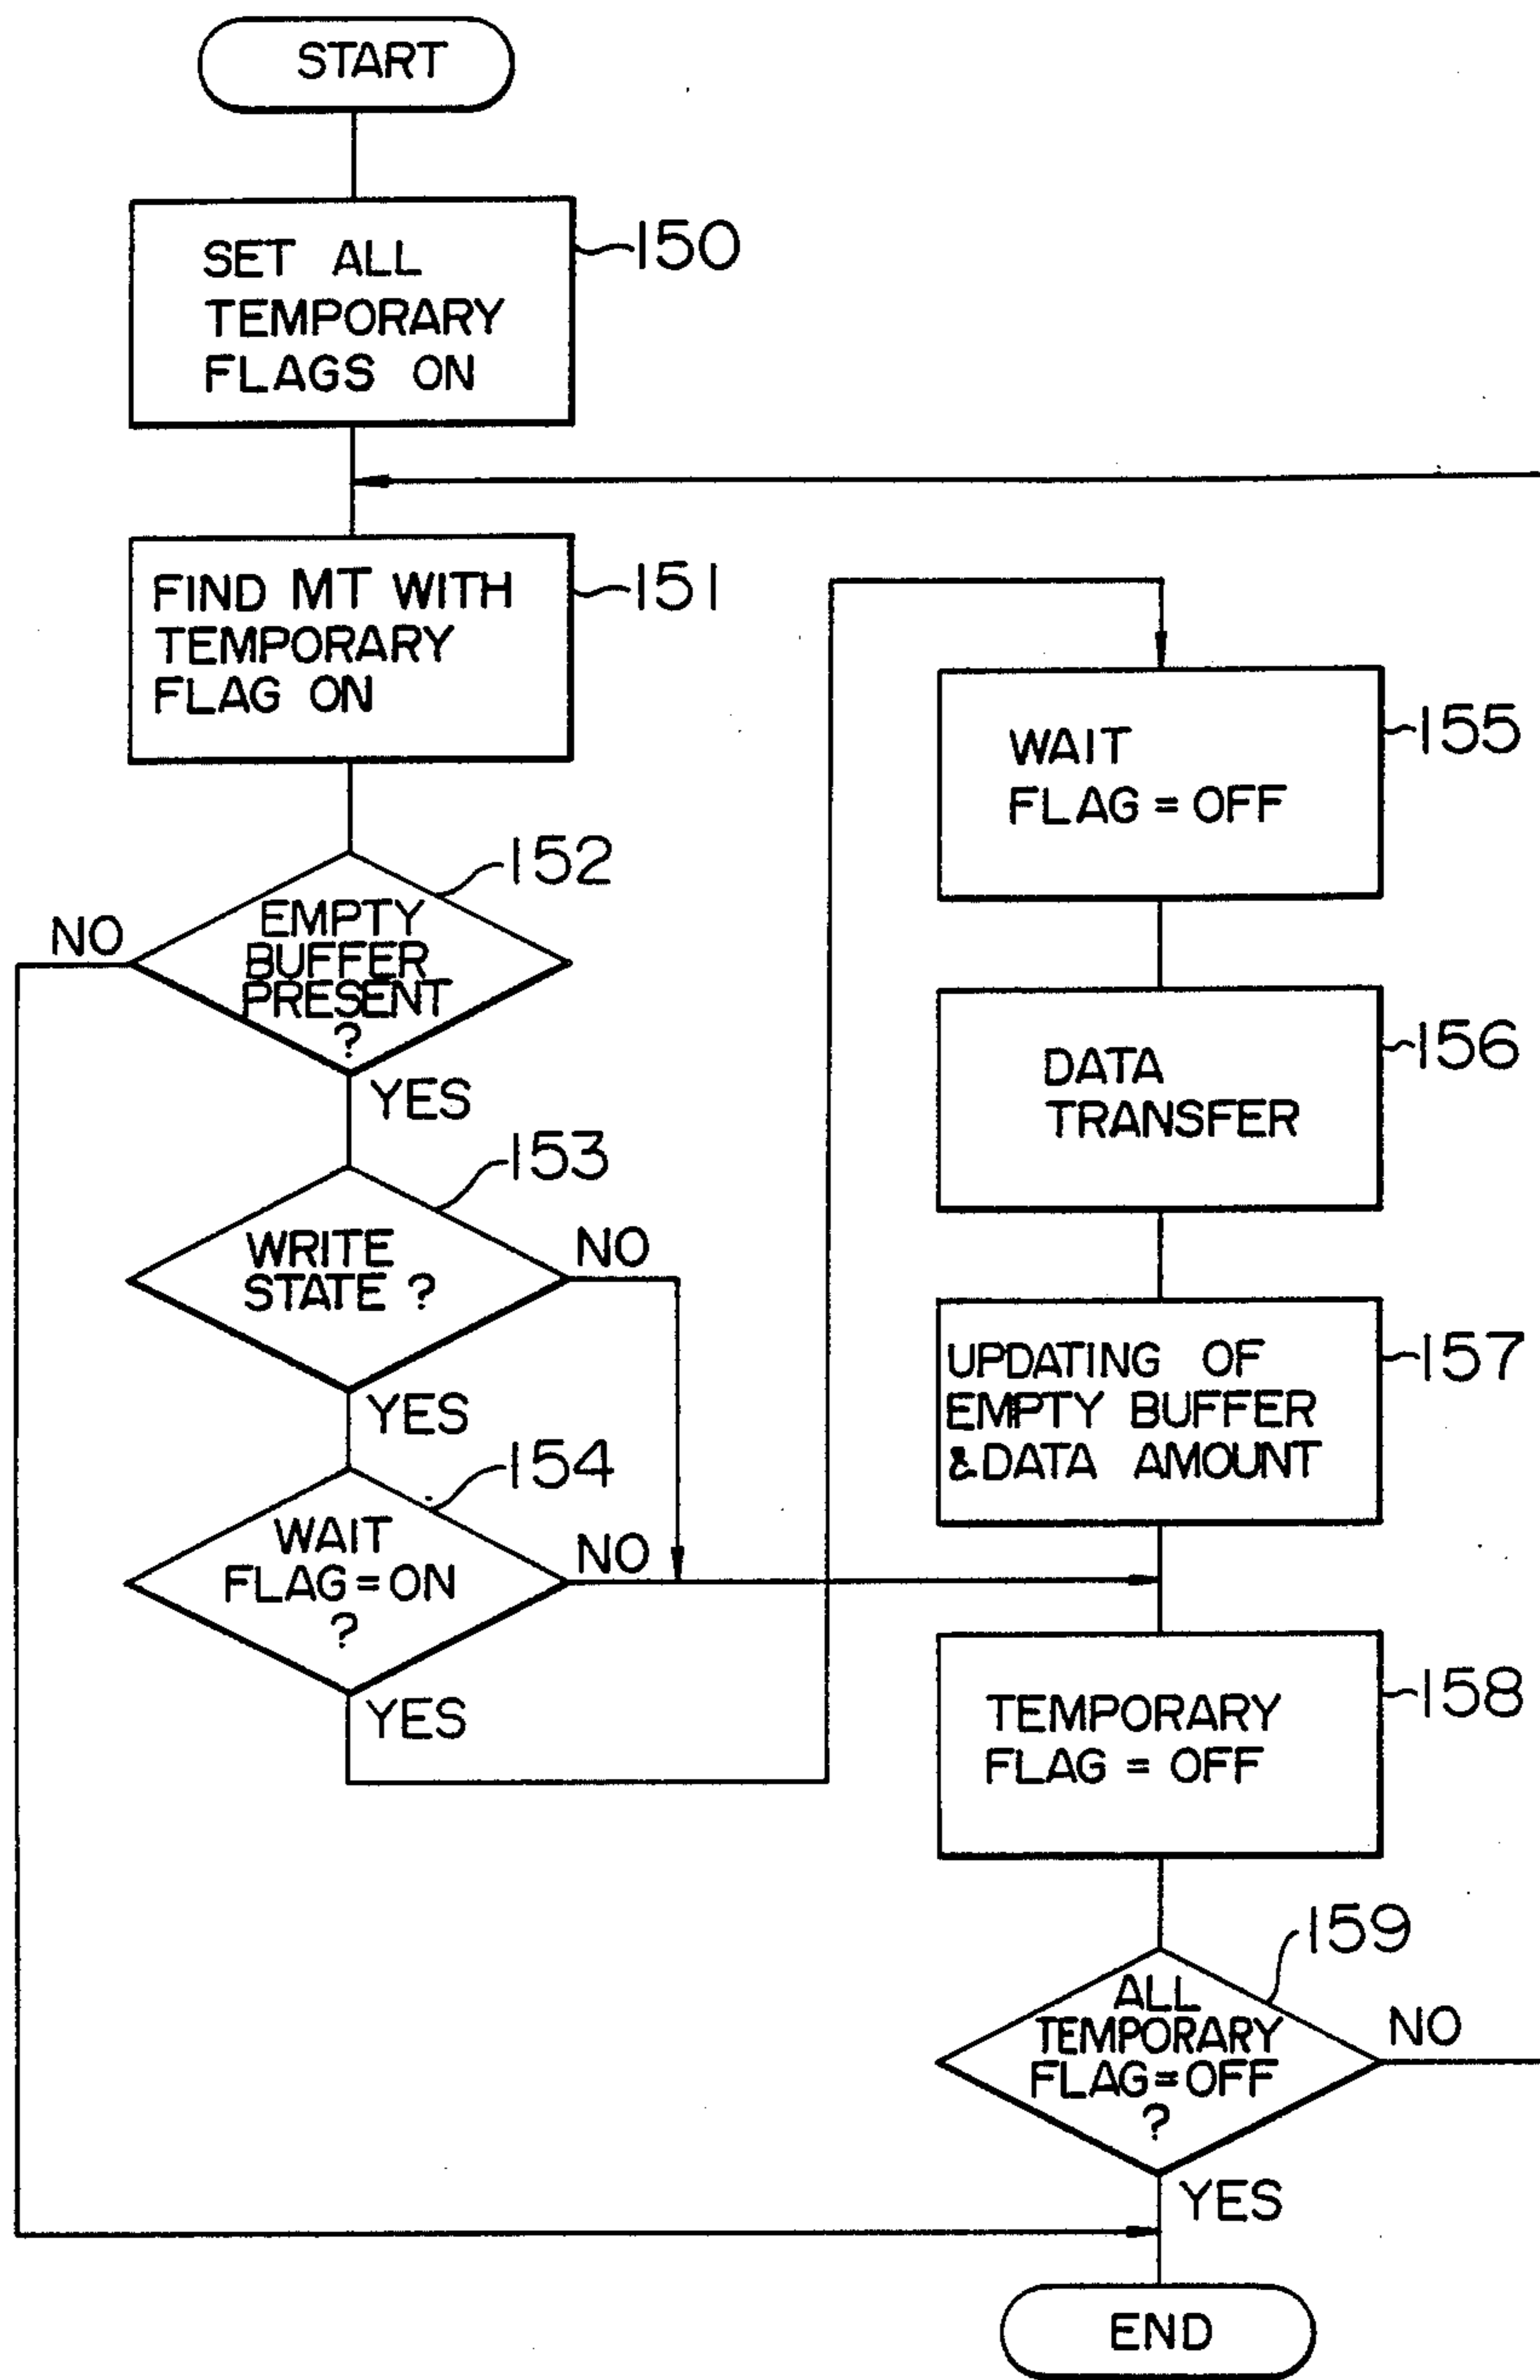 START
SET ALL
TEMPORARY
FLAGS ON
150
FIND MT WITH
TEMPORARY
FLAG ON
151
EMPTY
BUFFER
PRESENT
?
152
NO
YES
WRITE
STATE ?
153
NO
YES
WAIT
FLAG = ON
?
154
NO
YES
WAIT
FLAG = OFF
155
DATA
TRANSFER
156
UPDATING OF
EMPTY BUFFER
& DATA AMOUNT
157
TEMPORARY
FLAG = OFF
158
ALL
TEMPORARY
FLAG = OFF
?
159
NO
YES
END